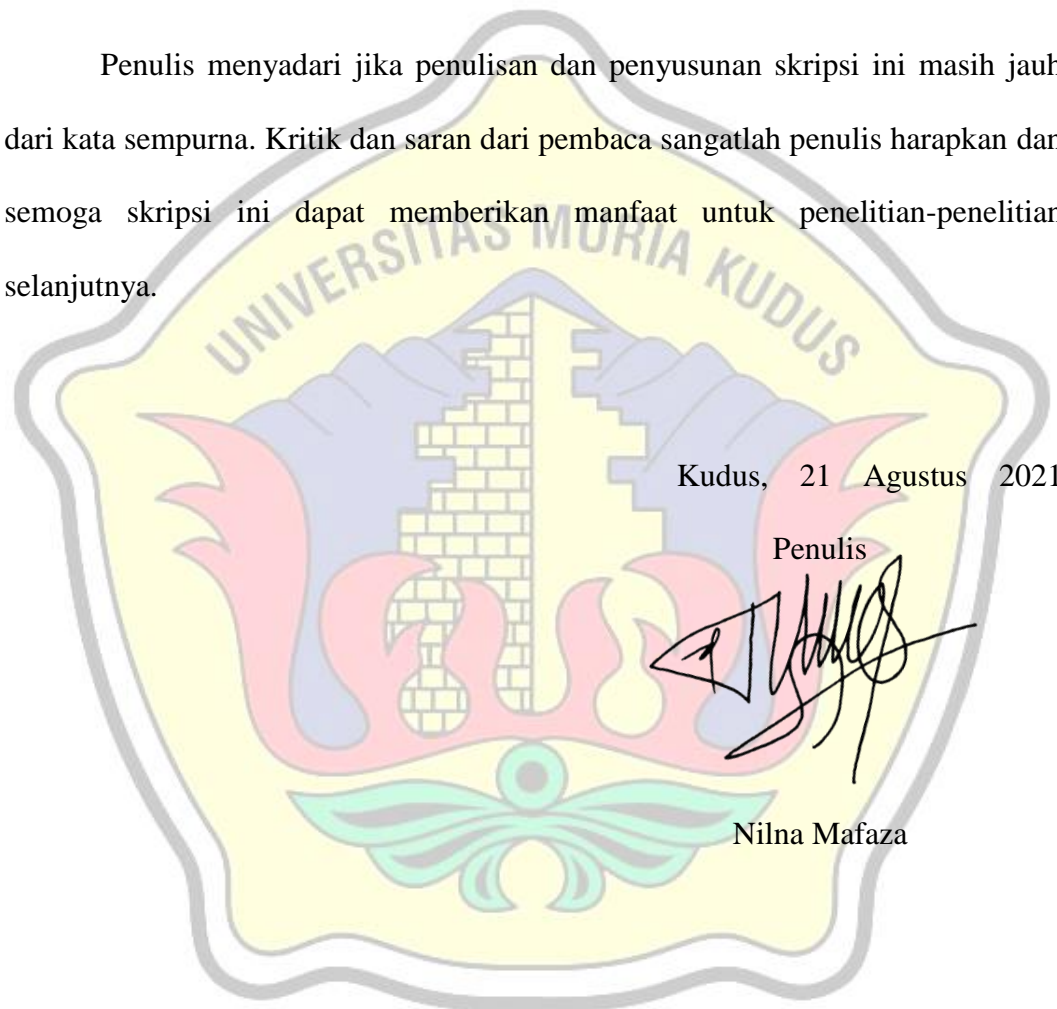 Penulis menyadari jika penulisan dan penyusunan skripsi ini masih jauh
dari kata sempurna. Kritik dan saran dari pembaca sangatlah penulis harapkan dan
semoga skripsi ini dapat memberikan manfaat untuk penelitian-penelitian
selanjutnya.
UNIVERSITAS MURIA KUDUS
Kudus, 21 Agustus 2021
Penulis
Nilna Mafaza